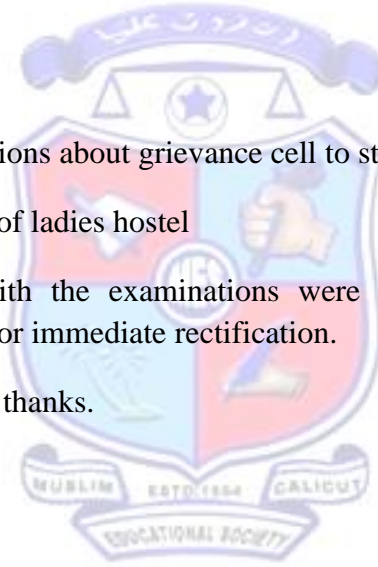 ions about grievance cell to st
of ladies hostel
ith the examinations were
or immediate rectification.
thanks.
MUSLIM ESTD 1964 CALICUT
EDUCATIONAL SOCIETY